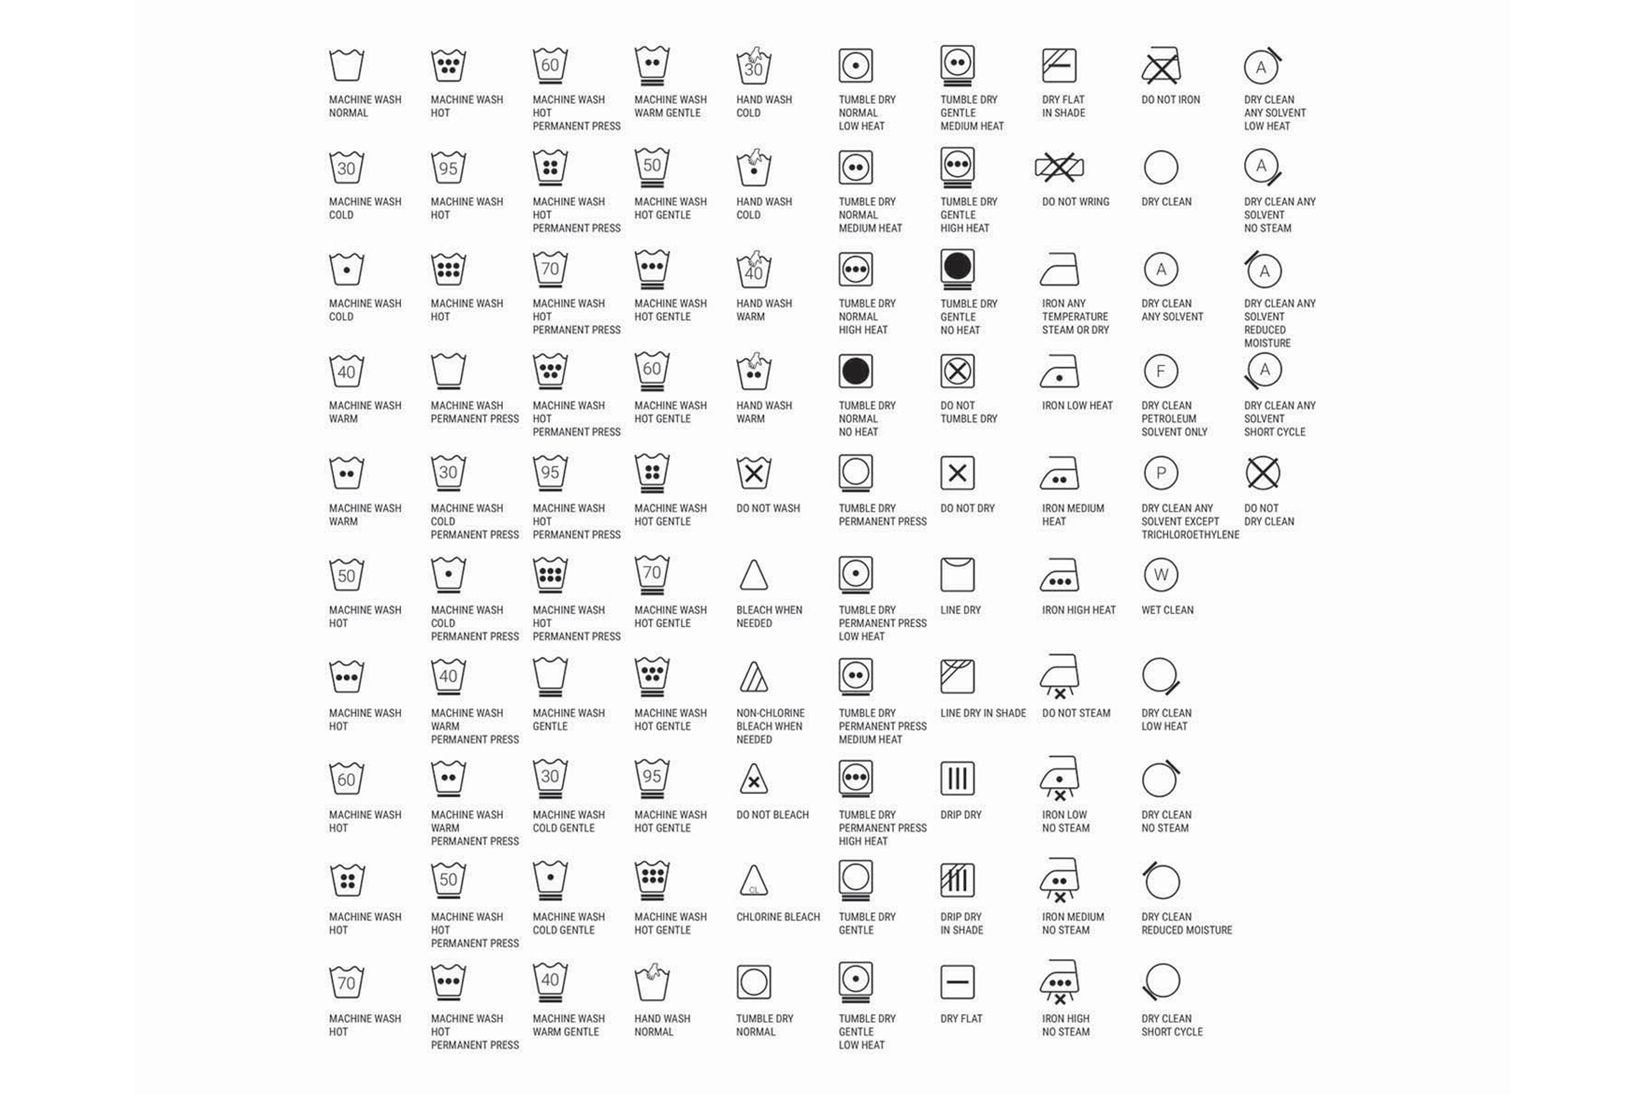 MACHINE WASH
NORMAL
30
MACHINE WASH
COLD
MACHINE WASH
COLD
40
MACHINE WASH
WARM
MACHINE WASH
WARM
50
MACHINE WASH
HOT
MACHINE WASH
HOT
60
MACHINE WASH
HOT
MACHINE WASH
HOT
70
MACHINE WASH
HOT
MACHINE WASH
HOT
95
MACHINE WASH
HOT
MACHINE WASH
HOT
MACHINE WASH
PERMANENT PRESS
30
MACHINE WASH
COLD
PERMANENT PRESS
MACHINE WASH
COLD
PERMANENT PRESS
40
MACHINE WASH
WARM
PERMANENT PRESS
MACHINE WASH
WARM
PERMANENT PRESS
50
MACHINE WASH
HOT
PERMANENT PRESS
MACHINE WASH
HOT
PERMANENT PRESS
60
MACHINE WASH
HOT
PERMANENT PRESS
MACHINE WASH
HOT
PERMANENT PRESS
70
MACHINE WASH
HOT
PERMANENT PRESS
MACHINE WASH
HOT
PERMANENT PRESS
95
MACHINE WASH
HOT
PERMANENT PRESS
MACHINE WASH
HOT
PERMANENT PRESS
MACHINE WASH
GENTLE
30
MACHINE WASH
COLD GENTLE
MACHINE WASH
COLD GENTLE
40
MACHINE WASH
WARM GENTLE
MACHINE WASH
WARM GENTLE
50
MACHINE WASH
HOT GENTLE
MACHINE WASH
HOT GENTLE
60
MACHINE WASH
HOT GENTLE
MACHINE WASH
HOT GENTLE
70
MACHINE WASH
HOT GENTLE
MACHINE WASH
HOT GENTLE
95
MACHINE WASH
HOT GENTLE
MACHINE WASH
HOT GENTLE
HAND WASH
NORMAL
30
HAND WASH
COLD
HAND WASH
COLD
40
HAND WASH
WARM
HAND WASH
WARM
DO NOT WASH
BLEACH WHEN
NEEDED
NON-CHLORINE
BLEACH WHEN
NEEDED
DO NOT BLEACH
CL
CHLORINE BLEACH
TUMBLE DRY
NORMAL
TUMBLE DRY
NORMAL
LOW HEAT
TUMBLE DRY
NORMAL
MEDIUM HEAT
TUMBLE DRY
NORMAL
HIGH HEAT
TUMBLE DRY
NORMAL
NO HEAT
TUMBLE DRY
PERMANENT PRESS
TUMBLE DRY
PERMANENT PRESS
LOW HEAT
TUMBLE DRY
PERMANENT PRESS
MEDIUM HEAT
TUMBLE DRY
PERMANENT PRESS
HIGH HEAT
TUMBLE DRY
GENTLE
TUMBLE DRY
GENTLE
LOW HEAT
TUMBLE DRY
GENTLE
MEDIUM HEAT
TUMBLE DRY
GENTLE
HIGH HEAT
TUMBLE DRY
GENTLE
NO HEAT
DO NOT
TUMBLE DRY
DO NOT DRY
LINE DRY
LINE DRY IN SHADE
DRIP DRY
DRIP DRY
IN SHADE
DRY FLAT
DRY FLAT
IN SHADE
DO NOT WRING
IRON ANY
TEMPERATURE
STEAM OR DRY
IRON LOW HEAT
IRON MEDIUM
HEAT
IRON HIGH HEAT
DO NOT STEAM
IRON LOW
NO STEAM
IRON MEDIUM
NO STEAM
IRON HIGH
NO STEAM
DO NOT IRON
DRY CLEAN
A
DRY CLEAN
ANY SOLVENT
F
DRY CLEAN
PETROLEUM
SOLVENT ONLY
P
DRY CLEAN ANY
SOLVENT EXCEPT
TRICHLOROETHYLENE
W
WET CLEAN
DRY CLEAN
LOW HEAT
DRY CLEAN
NO STEAM
DRY CLEAN
REDUCED MOISTURE
DRY CLEAN
SHORT CYCLE
A
DRY CLEAN
ANY SOLVENT
LOW HEAT
A
DRY CLEAN ANY
SOLVENT
NO STEAM
A
DRY CLEAN ANY
SOLVENT
REDUCED
MOISTURE
A
DRY CLEAN ANY
SOLVENT
SHORT CYCLE
DO NOT
DRY CLEAN